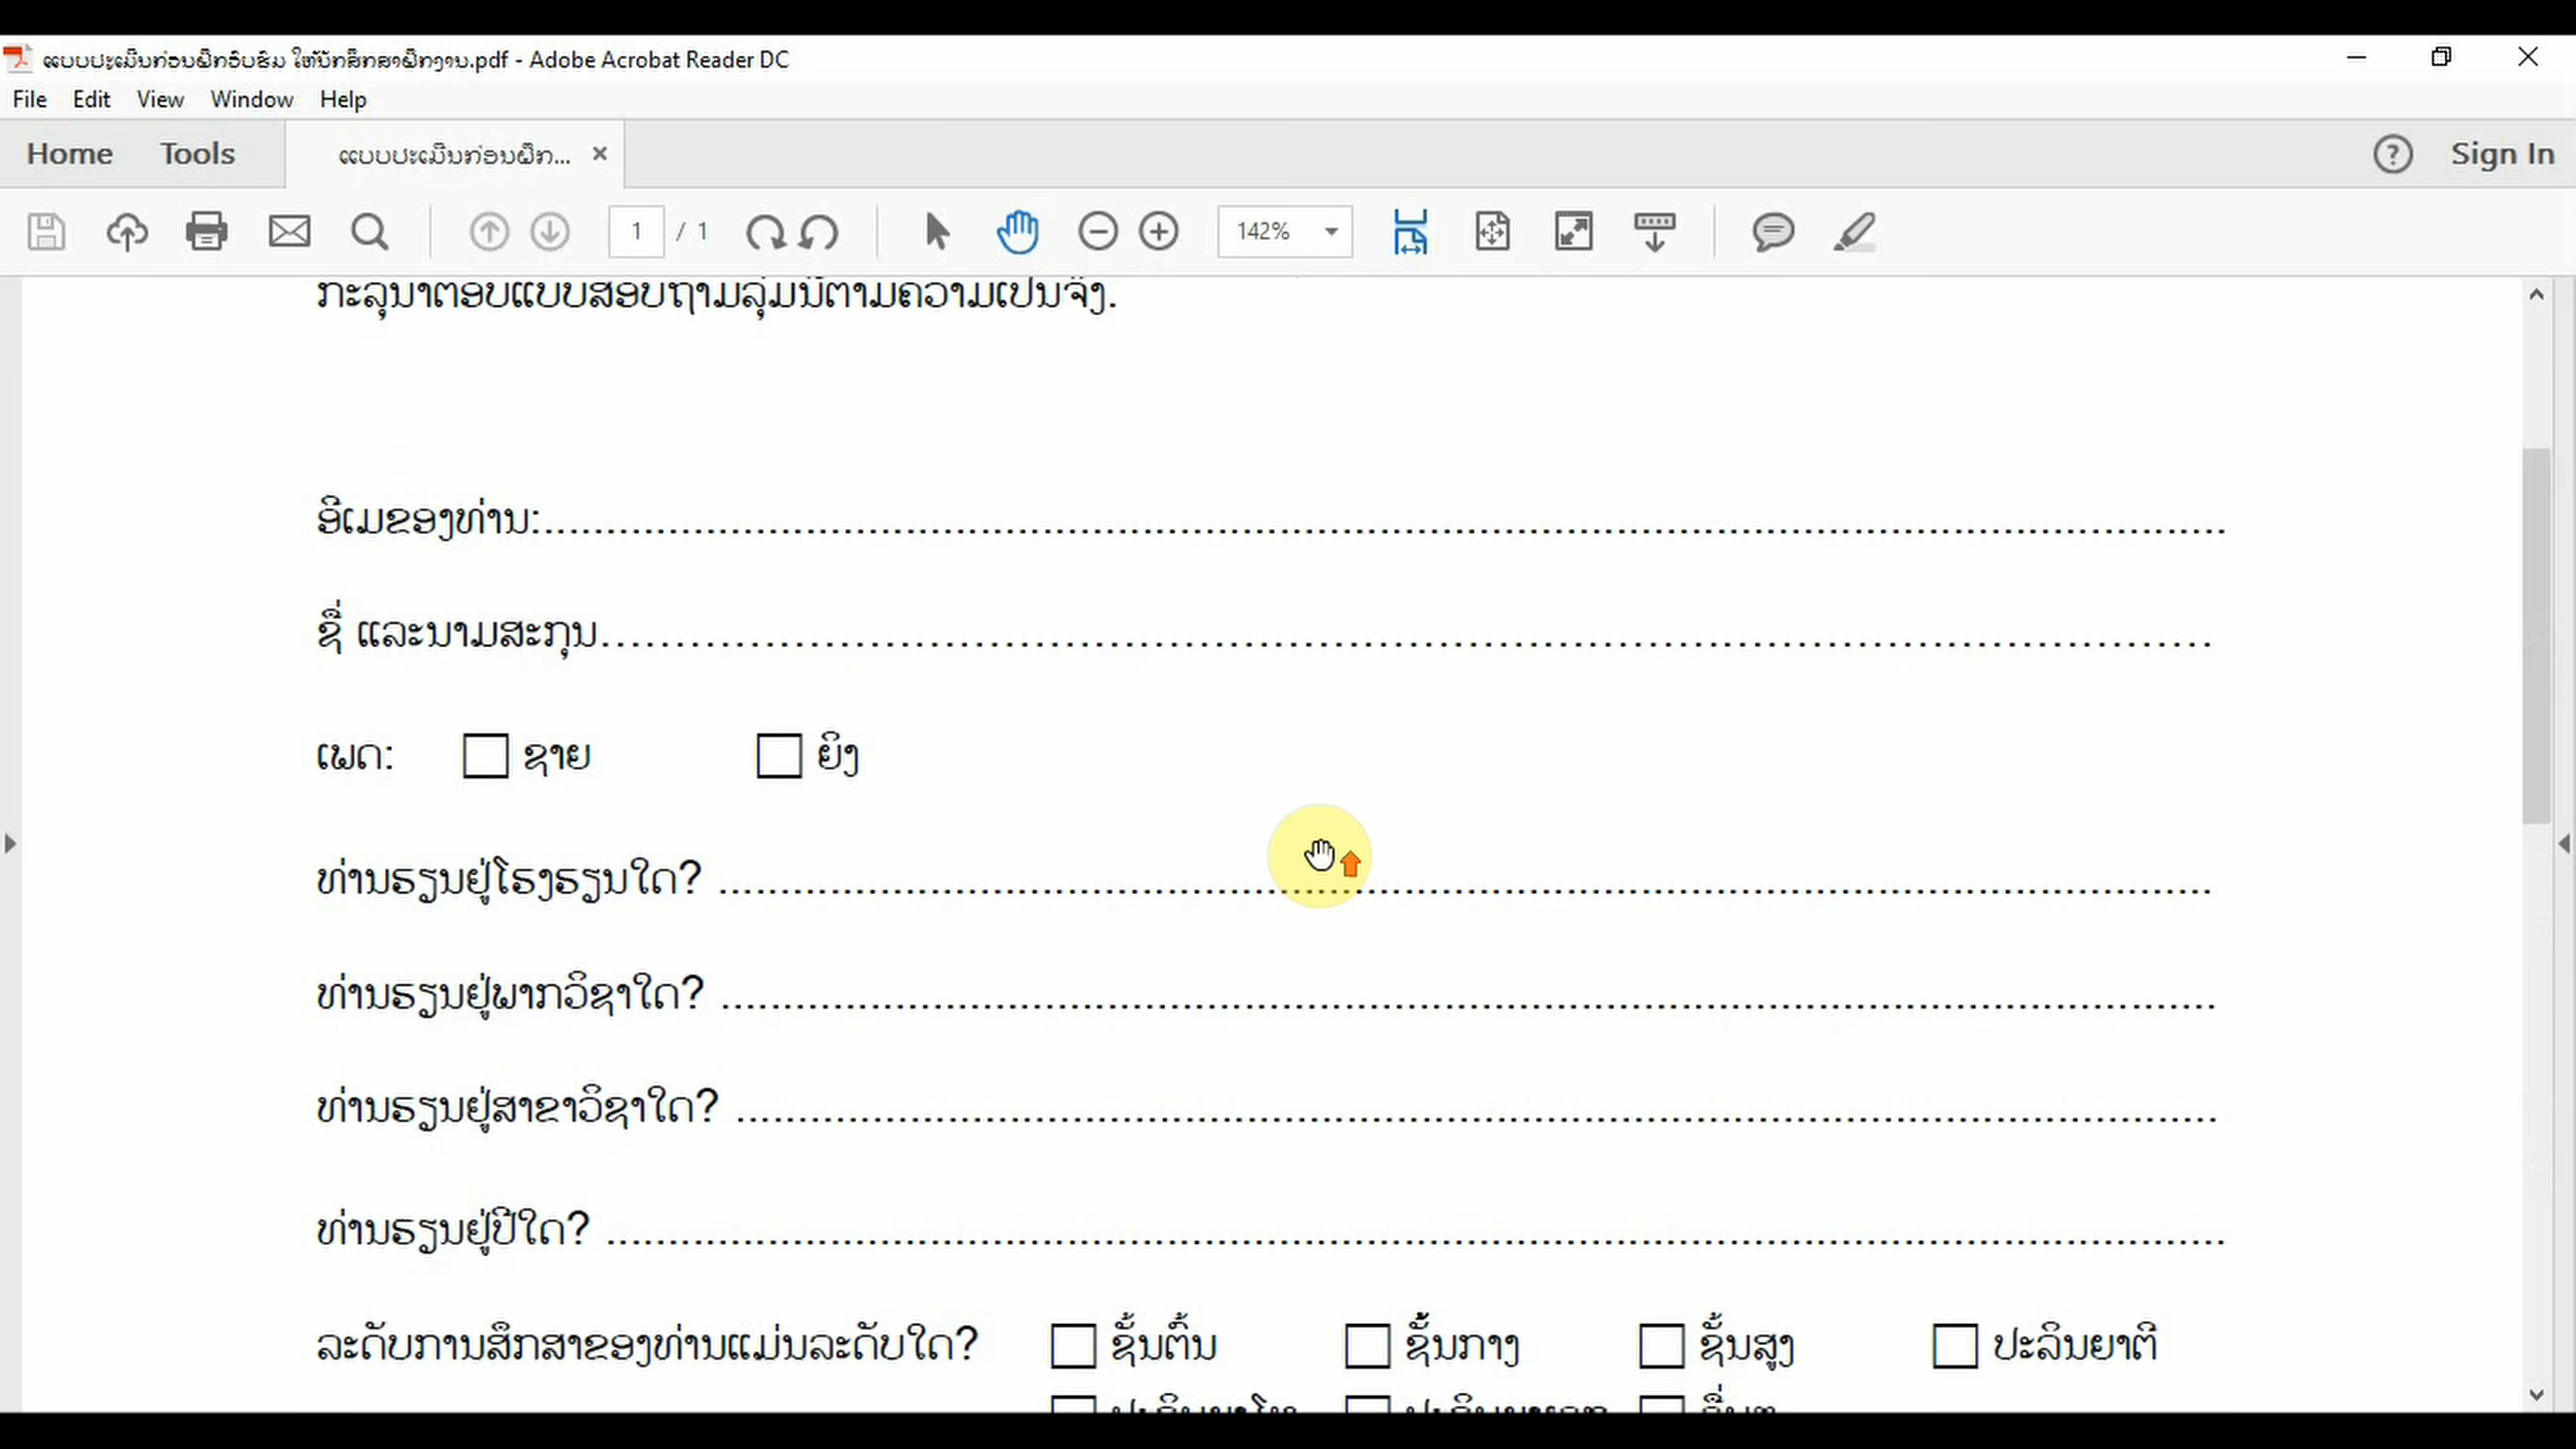 ແບບປະເມີນກ່ອນຝຶກອົບຮົມ ໃຫ້ນັກສຶກສາຝຶກງານ.pdf - Adobe Acrobat Reader DC
File Edit View Window Help
Home Tools ແບບປະເມີນກ່ອນຝຶກ... Sign In
1 / 1 142%
ກະລຸນາຕອບແບບສອບຖາມລຸ່ມນີ້ຕາມຄວາມເປັນຈິງ.
ອີເມຂອງທ່ານ:................................................................
ຊື່ ແລະນາມສະກຸນ................................................................
ເພດ: ຊາຍ ຍິງ
ທ່ານຮຽນຢູ່ໂຮງຮຽນໃດ? ................................................................
ທ່ານຮຽນຢູ່ພາກວິຊາໃດ? ................................................................
ທ່ານຮຽນຢູ່ສາຂາວິຊາໃດ? ................................................................
ທ່ານຮຽນຢູ່ປີໃດ? ................................................................
ລະດັບການສຶກສາຂອງທ່ານແມ່ນລະດັບໃດ? ຊັ້ນຕົ້ນ ຊັ້ນກາງ ຊັ້ນສູງ ປະລິນຍາຕີ